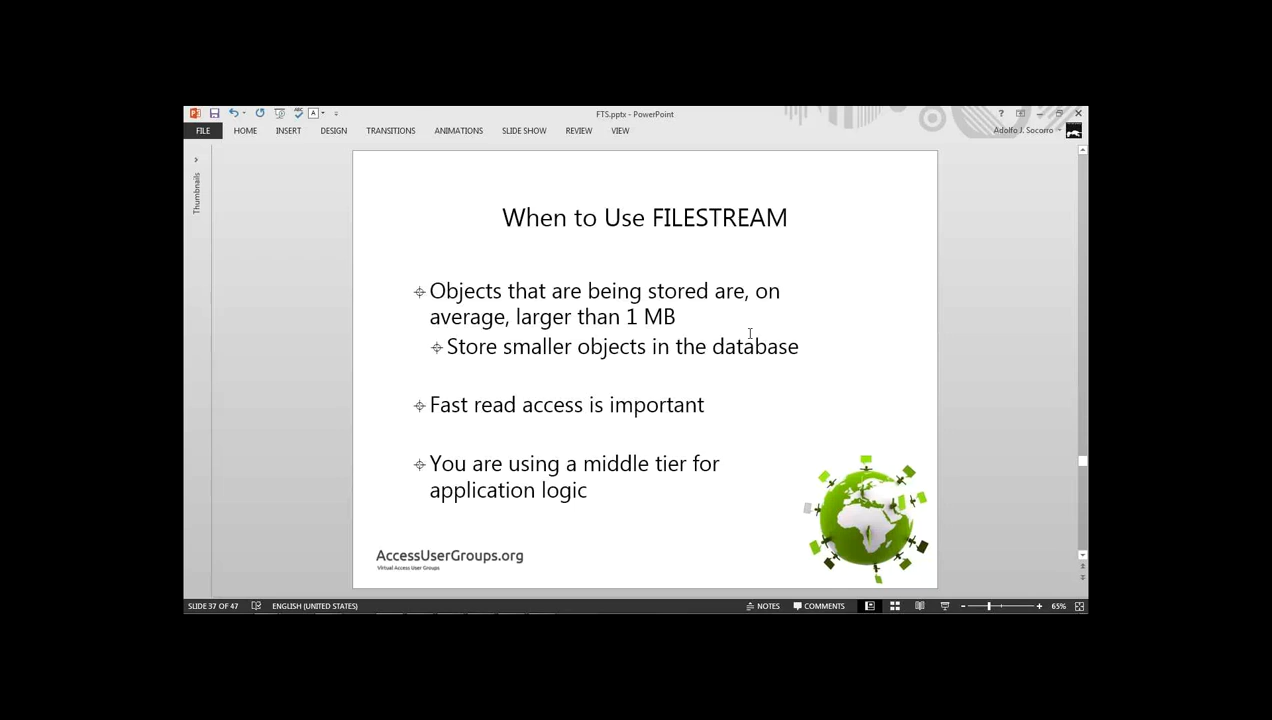 FTS.pptx - PowerPoint
FILE HOME INSERT DESIGN TRANSITIONS ANIMATIONS SLIDE SHOW REVIEW VIEW
Adolfo J. Socorro
Thumbnails
When to Use FILESTREAM
Objects that are being stored are, on
average, larger than 1 MB
Store smaller objects in the database
Fast read access is important
You are using a middle tier for
application logic
AccessUserGroups.org
Virtual Access User Groups
SLIDE 37 OF 47 ENGLISH (UNITED STATES) NOTES COMMENTS 65%